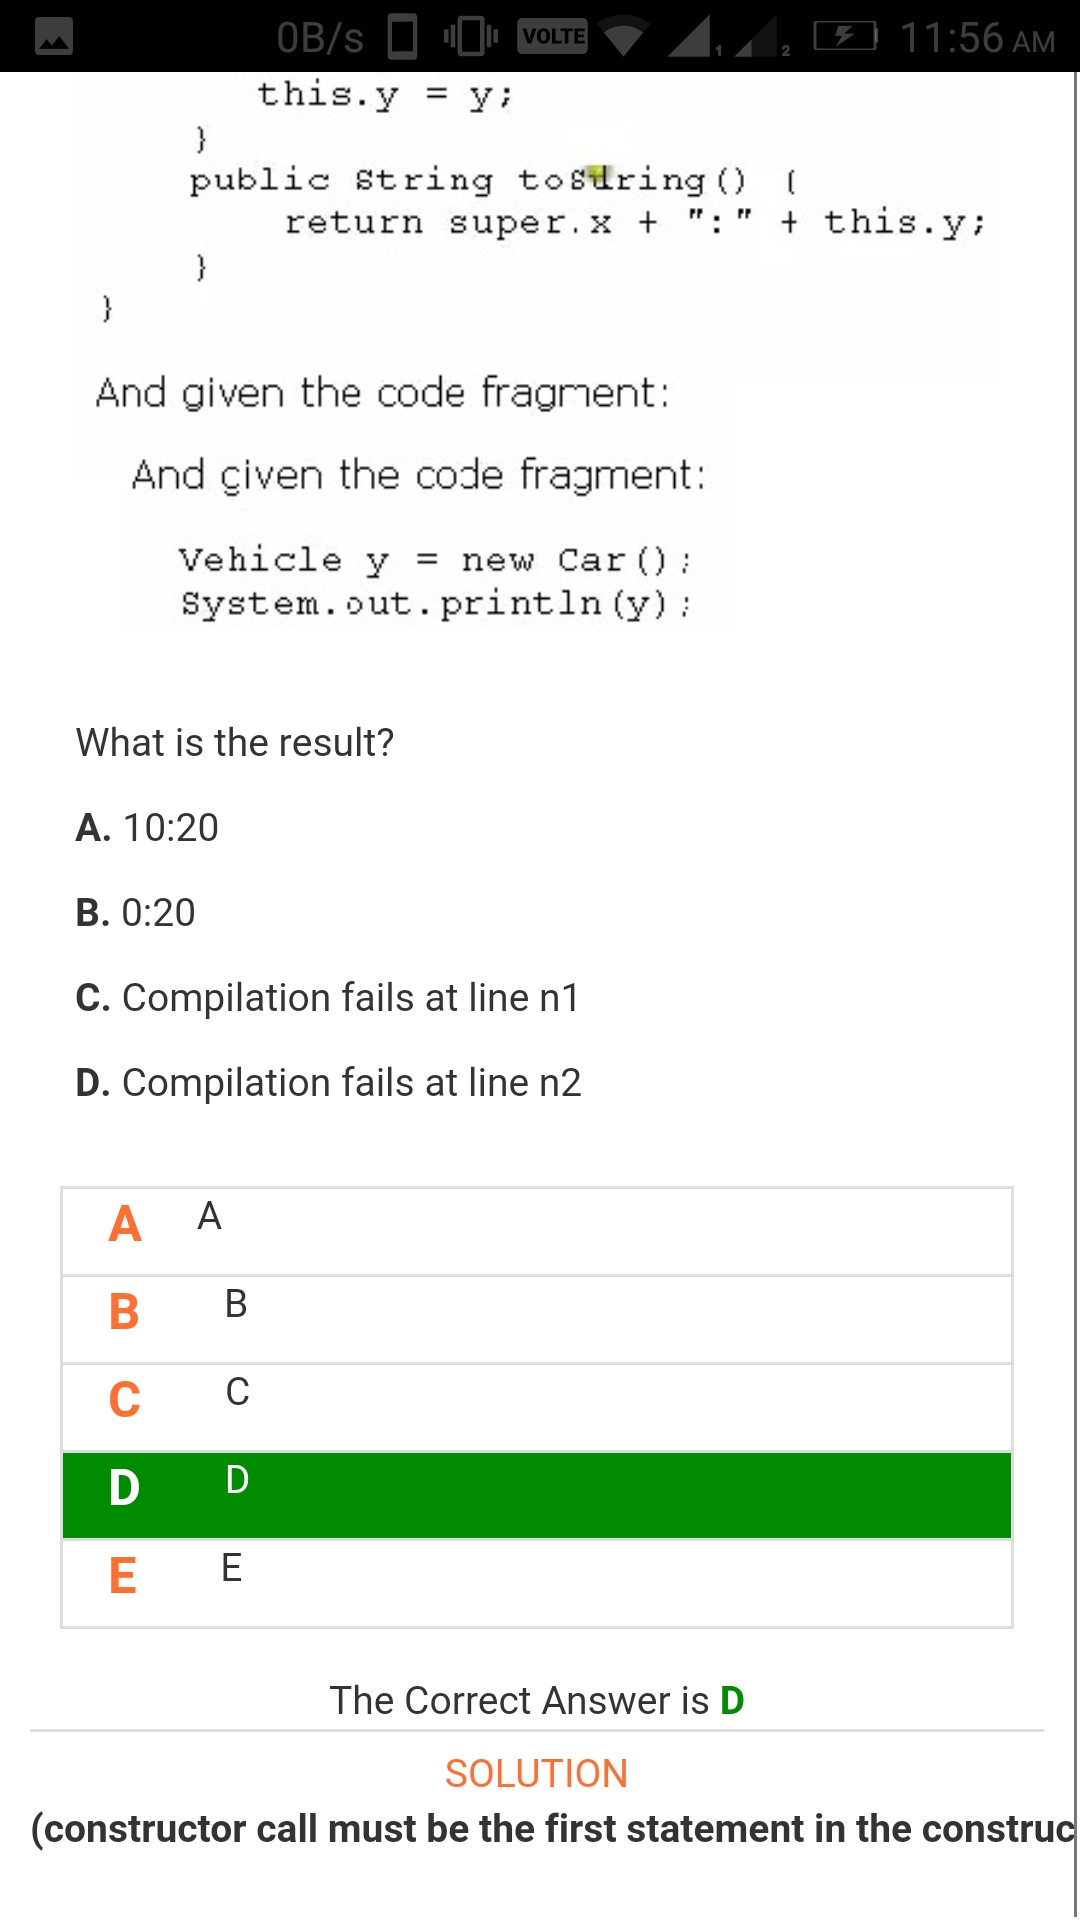 0B/s VOLTE 1 2 11:56 AM
this.y = y;
}
public String toString() {
return super.x + ":" + this.y;
}
}
And given the code fragment:
And given the code fragment:
Vehicle y = new Car();
System.out.println(y);
What is the result?
A. 10:20
B. 0:20
C. Compilation fails at line n1
D. Compilation fails at line n2
A A
B B
C C
D D
E E
The Correct Answer is D
SOLUTION
(constructor call must be the first statement in the construc